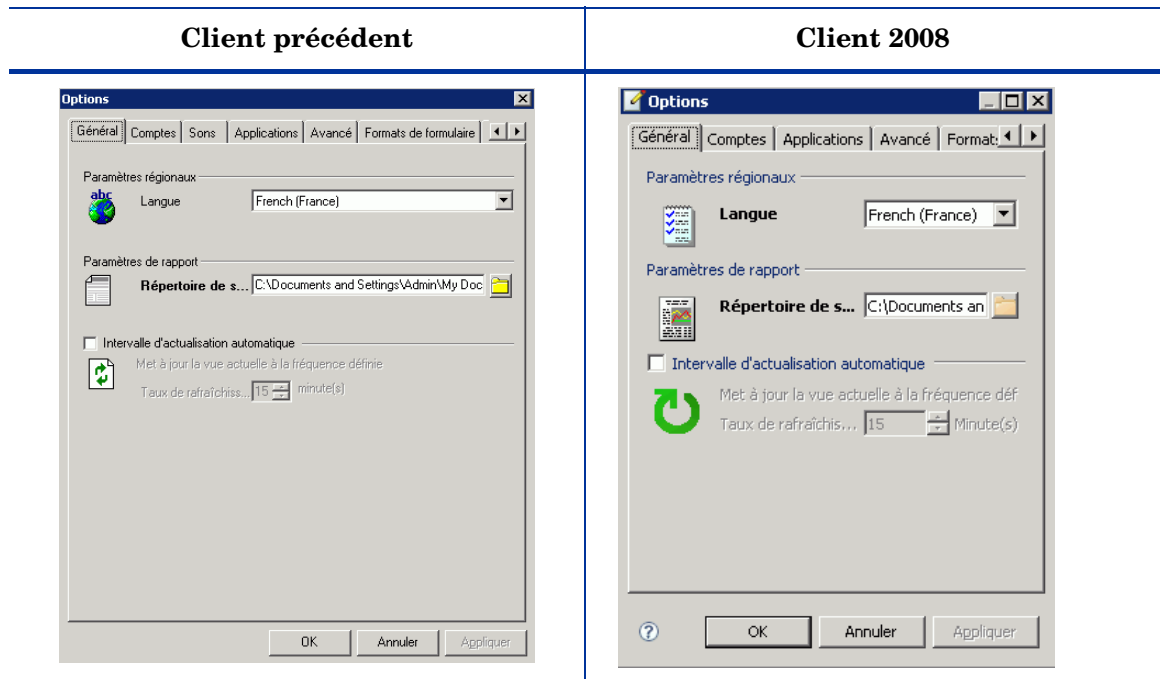 Client précédent
Options
Général Comptes Sons Applications Avancé Formats de formulaire
Paramètres régionaux
abc
Langue French (France)
Paramètres de rapport
Répertoire de s... C:\Documents and Settings\Admin\My Doc
Intervalle d'actualisation automatique
Met à jour la vue actuelle à la fréquence définie
Taux de rafraîchiss... 15 minute(s)
OK Annuler Appliquer
Client 2008
Options
Général Comptes Applications Avancé Format:
Paramètres régionaux
Langue French (France)
Paramètres de rapport
Répertoire de s... C:\Documents an
Intervalle d'actualisation automatique
Met à jour la vue actuelle à la fréquence déf
Taux de rafraîchis... 15 Minute(s)
? OK Annuler Appliquer